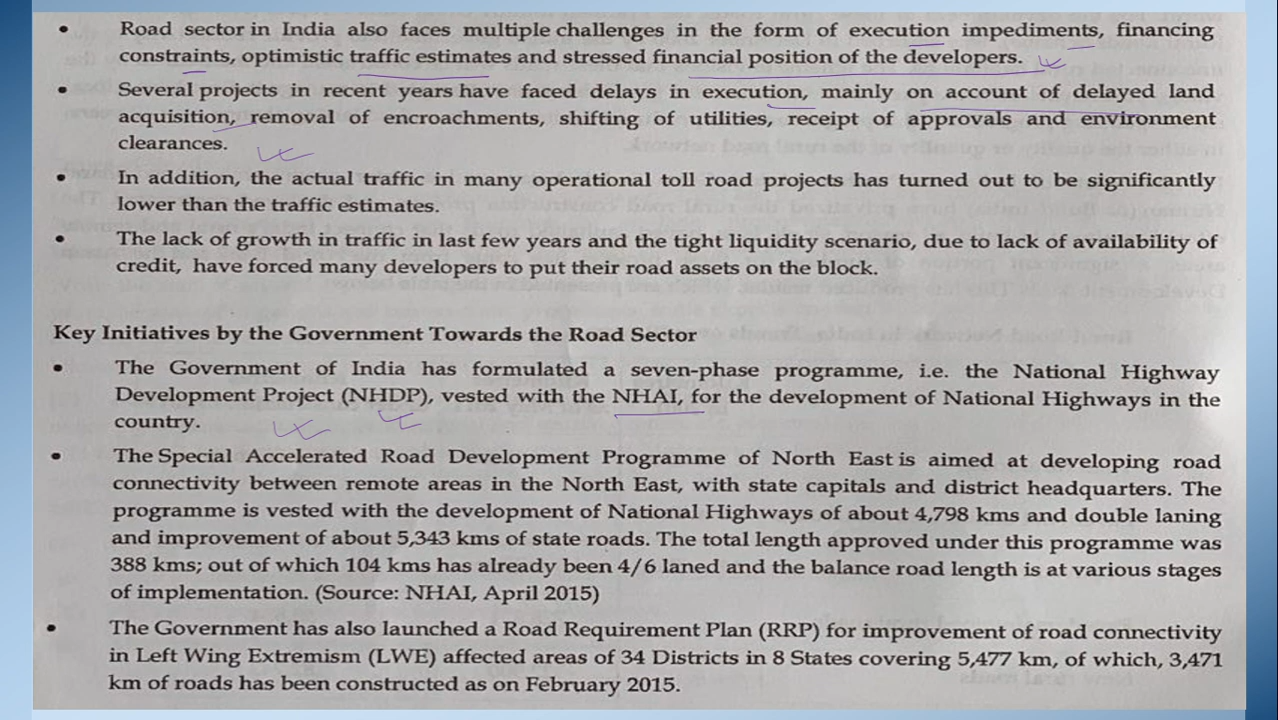 • Road sector in India also faces multiple challenges in the form of execution impediments, financing
constraints, optimistic traffic estimates and stressed financial position of the developers.
• Several projects in recent years have faced delays in execution, mainly on account of delayed land
acquisition, removal of encroachments, shifting of utilities, receipt of approvals and environment
clearances.
• In addition, the actual traffic in many operational toll road projects has turned out to be significantly
lower than the traffic estimates.
• The lack of growth in traffic in last few years and the tight liquidity scenario, due to lack of availability of
credit, have forced many developers to put their road assets on the block.
Key Initiatives by the Government Towards the Road Sector
• The Government of India has formulated a seven-phase programme, i.e. the National Highway
Development Project (NHDP), vested with the NHAI, for the development of National Highways in the
country.
• The Special Accelerated Road Development Programme of North East is aimed at developing road
connectivity between remote areas in the North East, with state capitals and district headquarters. The
programme is vested with the development of National Highways of about 4,798 kms and double laning
and improvement of about 5,343 kms of state roads. The total length approved under this programme was
388 kms; out of which 104 kms has already been 4/6 laned and the balance road length is at various stages
of implementation. (Source: NHAI, April 2015)
• The Government has also launched a Road Requirement Plan (RRP) for improvement of road connectivity
in Left Wing Extremism (LWE) affected areas of 34 Districts in 8 States covering 5,477 km, of which, 3,471
km of roads has been constructed as on February 2015.